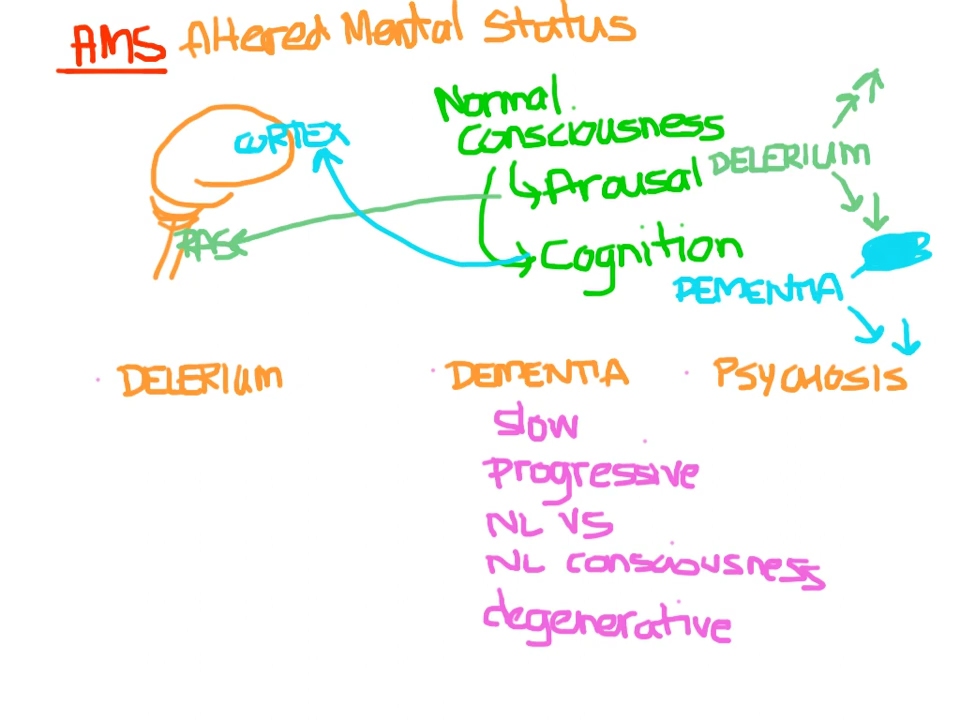 AMS Altered Mental Status
CORTEX
Normal
Consciousness
Arousal
DELERIUM
RAS
Cognition
DEMENTIA
DELERIUM
DEMENTIA
PSYCHOSIS
slow
progressive
NL VS
NL consciousness
degenerative